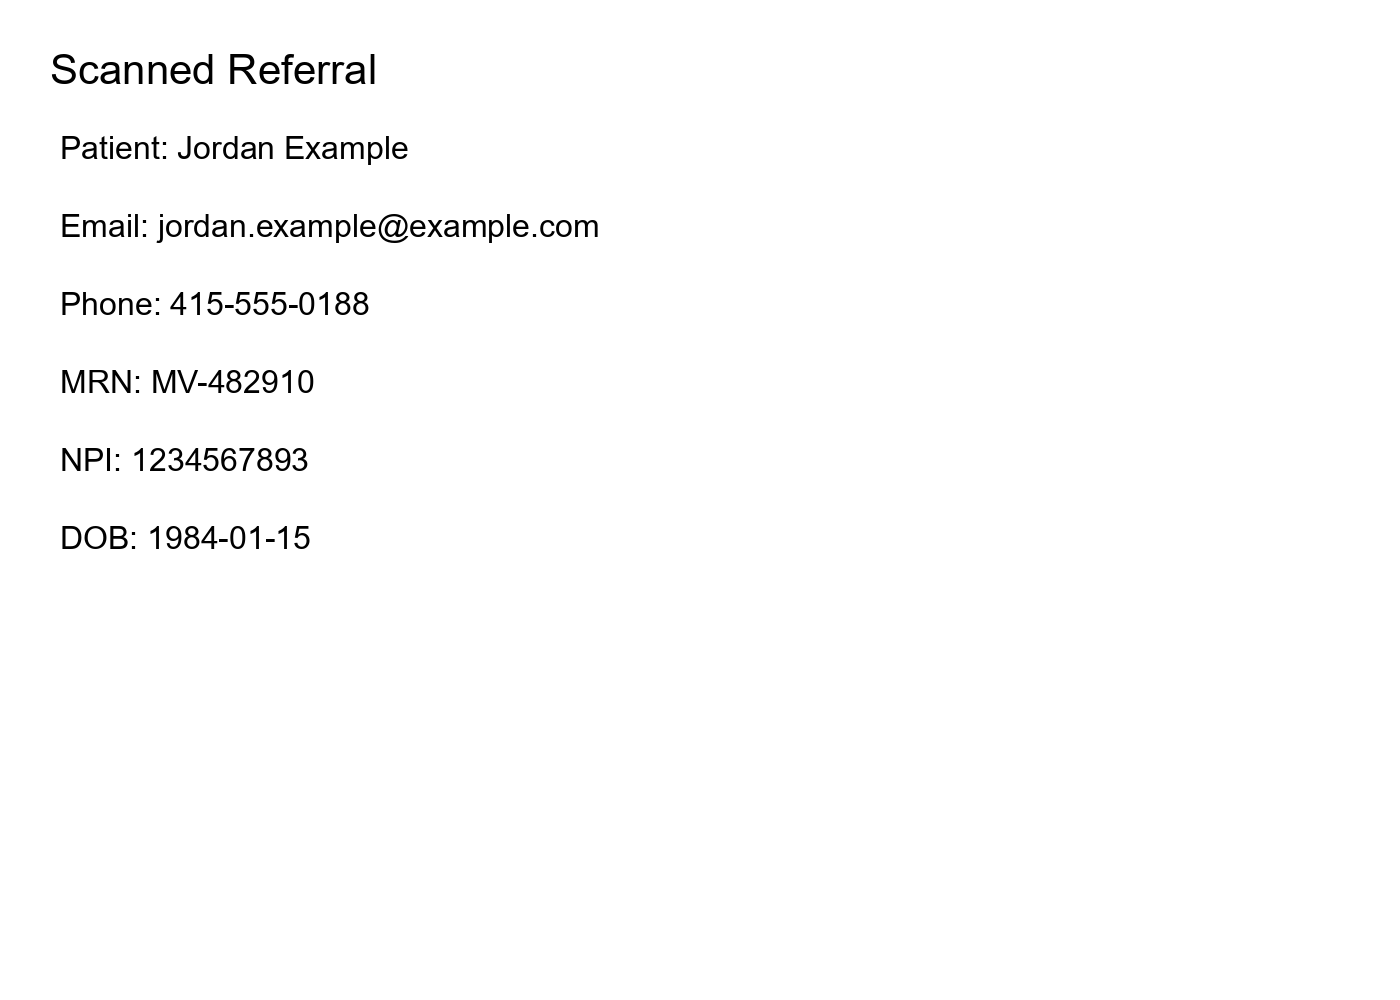 Scanned Referral
Patient: Jordan Example
Email: jordan.example@example.com
Phone: 415-555-0188
MRN: MV-482910
NPI: 1234567893
DOB: 1984-01-15